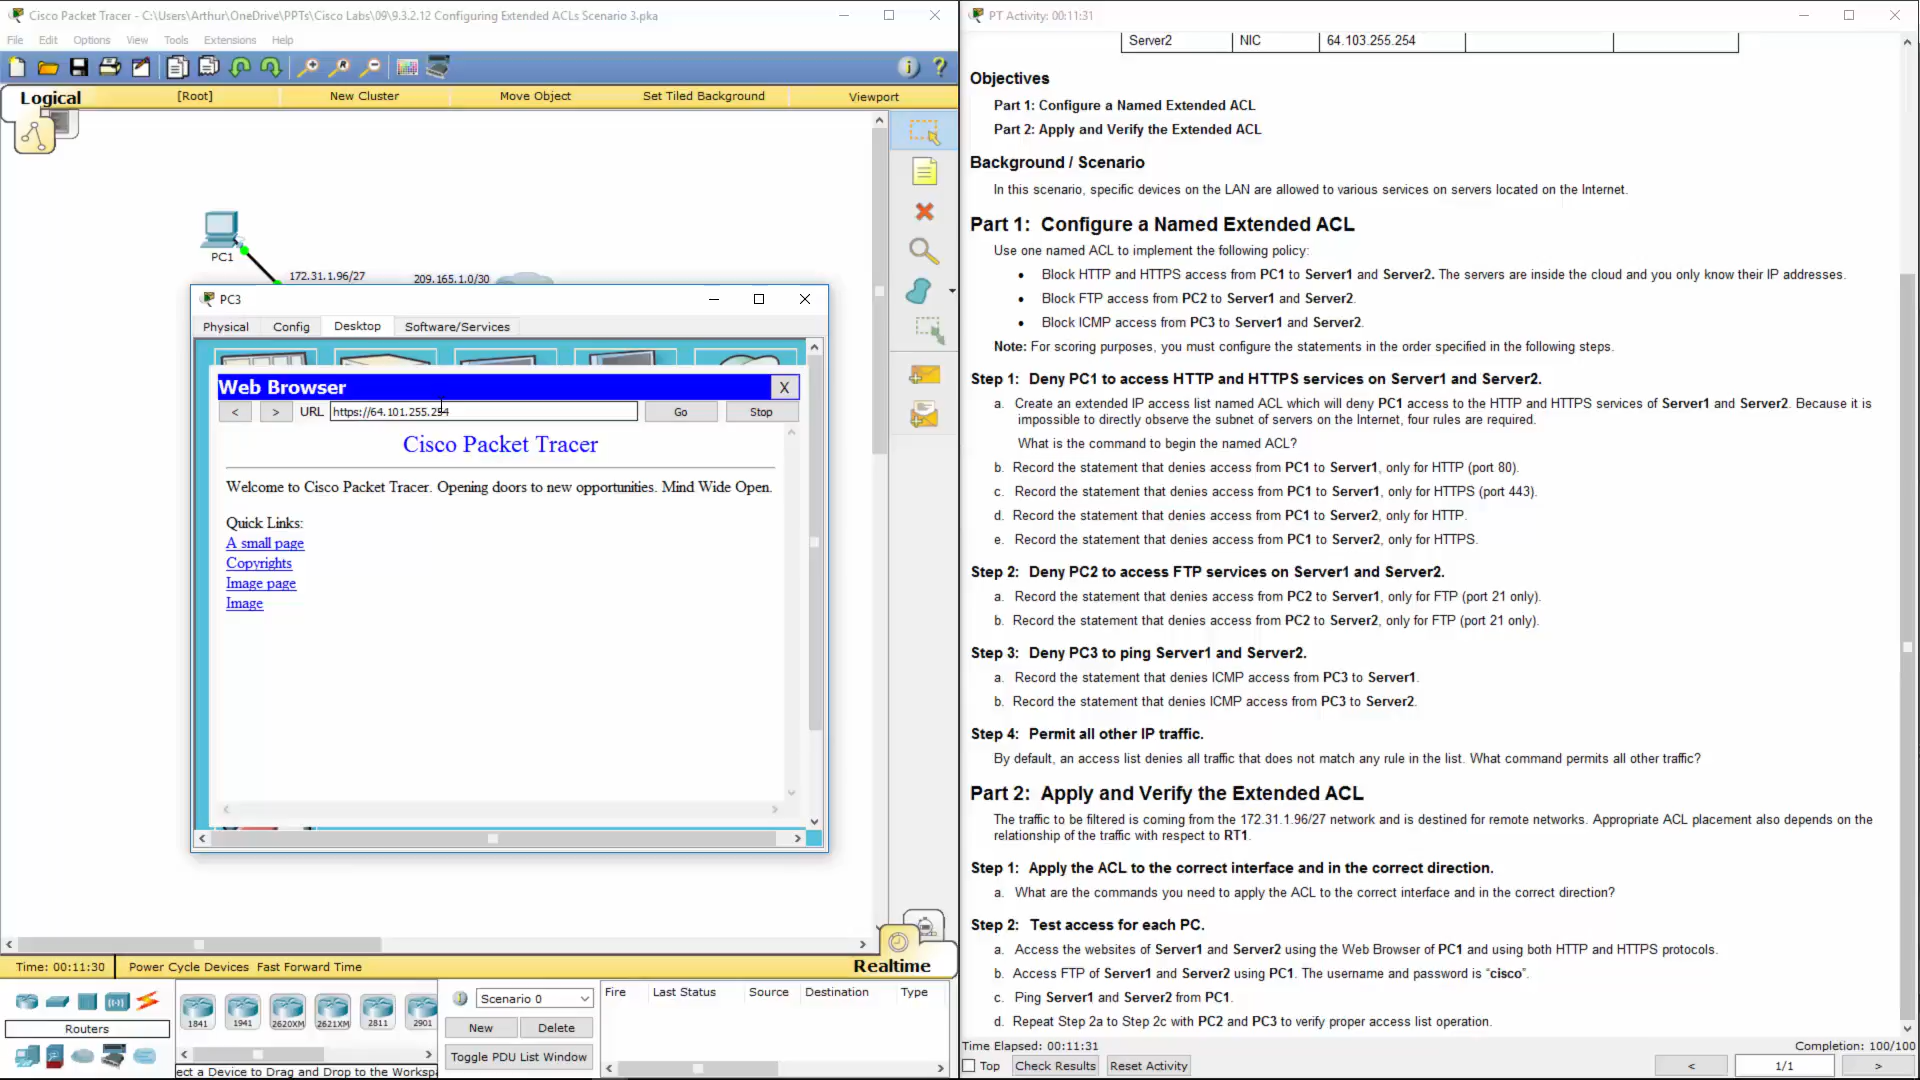 Cisco Packet Tracer - C:\Users\Arthur\OneDrive\PPTs\Cisco Labs\09\9.3.2.12 Configuring Extended ACLs Scenario 3.pka
File Edit Options View Tools Extensions Help
Logical
[Root]
New Cluster
Move Object
Set Tiled Background
Viewport
PC1
172.31.1.96/27
209.165.1.0/30
PC3
Physical Config Desktop Software/Services
Web Browser
X
< > URL https://64.101.255.254 Go Stop
Cisco Packet Tracer
Welcome to Cisco Packet Tracer. Opening doors to new opportunities. Mind Wide Open.
Quick Links:
A small page
Copyrights
Image page
Image
Time: 00:11:30
Power Cycle Devices Fast Forward Time
Realtime
Routers
1841 1941 2620XM 2621XM 2811 2901
ect a Device to Drag and Drop to the Worksp
Scenario 0
New
Delete
Toggle PDU List Window
Fire Last Status Source Destination Type
PT Activity: 00:11:31
Server2 NIC 64.103.255.254
Objectives
Part 1: Configure a Named Extended ACL
Part 2: Apply and Verify the Extended ACL
Background / Scenario
In this scenario, specific devices on the LAN are allowed to various services on servers located on the Internet.
Part 1: Configure a Named Extended ACL
Use one named ACL to implement the following policy:
• Block HTTP and HTTPS access from PC1 to Server1 and Server2. The servers are inside the cloud and you only know their IP addresses.
• Block FTP access from PC2 to Server1 and Server2.
• Block ICMP access from PC3 to Server1 and Server2.
Note: For scoring purposes, you must configure the statements in the order specified in the following steps.
Step 1: Deny PC1 to access HTTP and HTTPS services on Server1 and Server2.
a. Create an extended IP access list named ACL which will deny PC1 access to the HTTP and HTTPS services of Server1 and Server2. Because it is
impossible to directly observe the subnet of servers on the Internet, four rules are required.
What is the command to begin the named ACL?
b. Record the statement that denies access from PC1 to Server1, only for HTTP (port 80).
c. Record the statement that denies access from PC1 to Server1, only for HTTPS (port 443).
d. Record the statement that denies access from PC1 to Server2, only for HTTP.
e. Record the statement that denies access from PC1 to Server2, only for HTTPS.
Step 2: Deny PC2 to access FTP services on Server1 and Server2.
a. Record the statement that denies access from PC2 to Server1, only for FTP (port 21 only).
b. Record the statement that denies access from PC2 to Server2, only for FTP (port 21 only).
Step 3: Deny PC3 to ping Server1 and Server2.
a. Record the statement that denies ICMP access from PC3 to Server1.
b. Record the statement that denies ICMP access from PC3 to Server2.
Step 4: Permit all other IP traffic.
By default, an access list denies all traffic that does not match any rule in the list. What command permits all other traffic?
Part 2: Apply and Verify the Extended ACL
The traffic to be filtered is coming from the 172.31.1.96/27 network and is destined for remote networks. Appropriate ACL placement also depends on the
relationship of the traffic with respect to RT1.
Step 1: Apply the ACL to the correct interface and in the correct direction.
a. What are the commands you need to apply the ACL to the correct interface and in the correct direction?
Step 2: Test access for each PC.
a. Access the websites of Server1 and Server2 using the Web Browser of PC1 and using both HTTP and HTTPS protocols.
b. Access FTP of Server1 and Server2 using PC1. The username and password is “cisco”.
c. Ping Server1 and Server2 from PC1.
d. Repeat Step 2a to Step 2c with PC2 and PC3 to verify proper access list operation.
Time Elapsed: 00:11:31
Completion: 100/100
Top
Check Results
Reset Activity
< 1/1 >